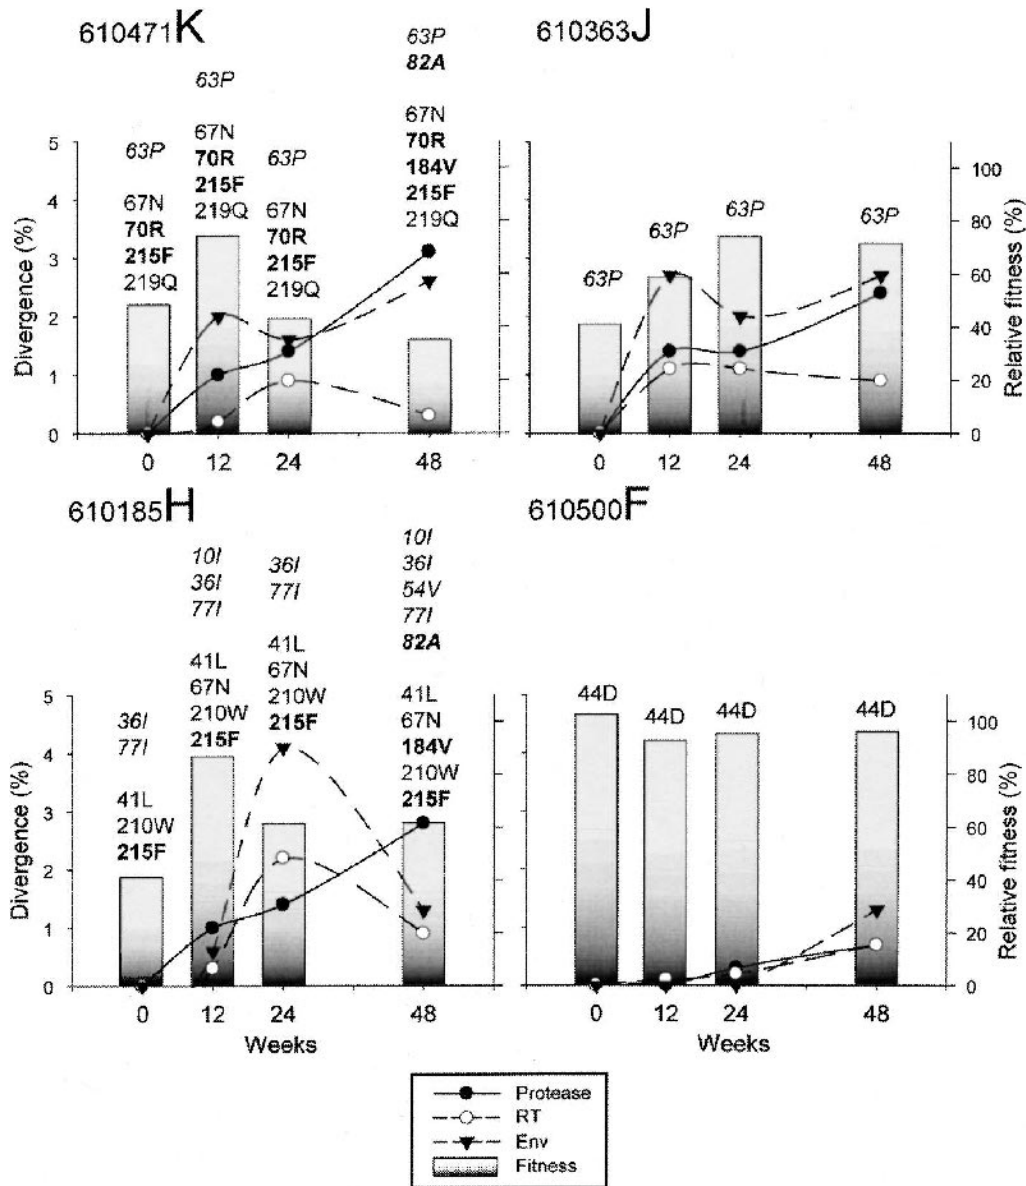 610471K
63P
67N
70R
215F
219Q
63P
67N
70R
215F
219Q
63P
67N
70R
215F
219Q
63P
82A
67N
70R
184V
215F
219Q
5
4
3
2
1
0
Divergence (%)
0
12
24
48
610363J
63P
63P
63P
63P
100
80
60
40
20
0
Relative fitness (%)
0
12
24
48
610185H
36I
77I
41L
210W
215F
10I
36I
77I
41L
67N
210W
215F
36I
77I
41L
67N
210W
215F
10I
36I
54V
77I
82A
41L
67N
184V
210W
215F
5
4
3
2
1
0
Divergence (%)
0
12
24
48
Weeks
610500F
44D
44D
44D
44D
100
80
60
40
20
0
Relative fitness (%)
0
12
24
48
Weeks
Protease
RT
Env
Fitness